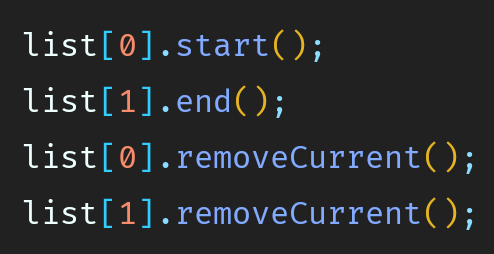 list[0].start();
list[1].end();
list[0].removeCurrent();
list[1].removeCurrent();